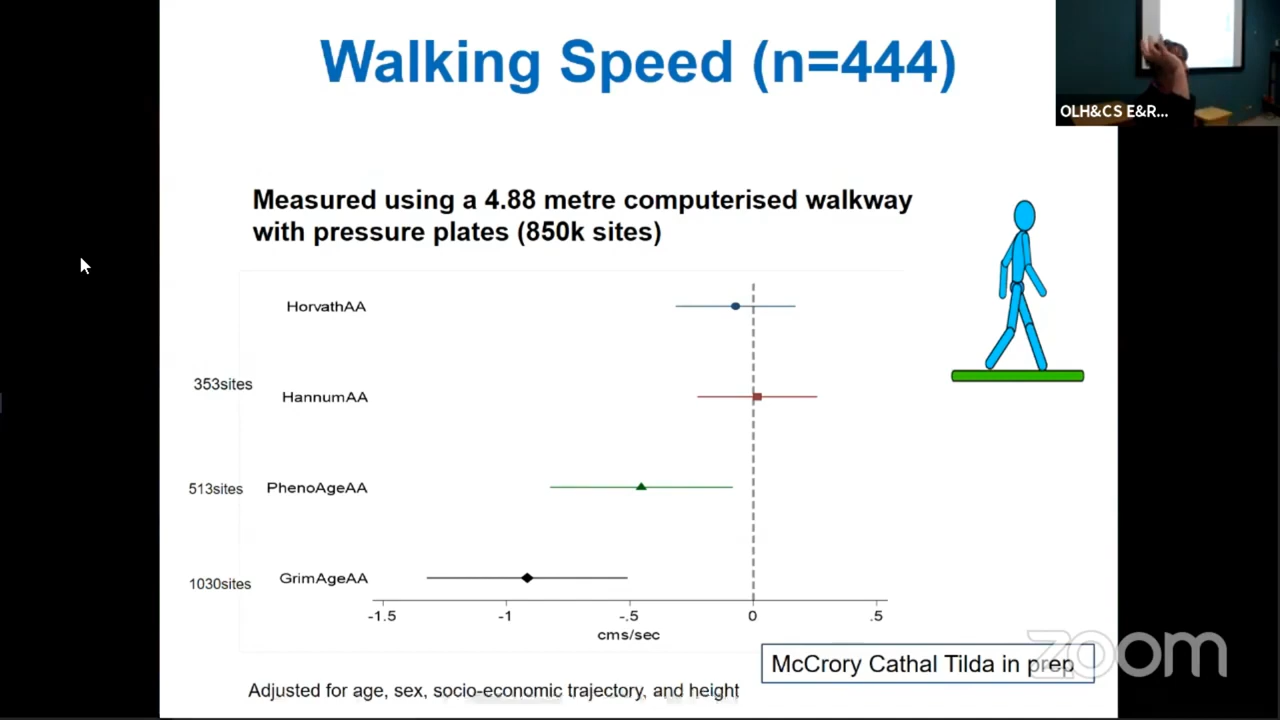 Walking Speed (n=444)
OLH&CS E&R...
Measured using a 4.88 metre computerised walkway
with pressure plates (850k sites)
HorvathAA
353sites
HannumAA
513sites
PhenoAgeAA
1030sites
GrimAgeAA
-1.5
-1
-.5
0
.5
cms/sec
McCrory Cathal Tilda in prep
zoom
Adjusted for age, sex, socio-economic trajectory, and height